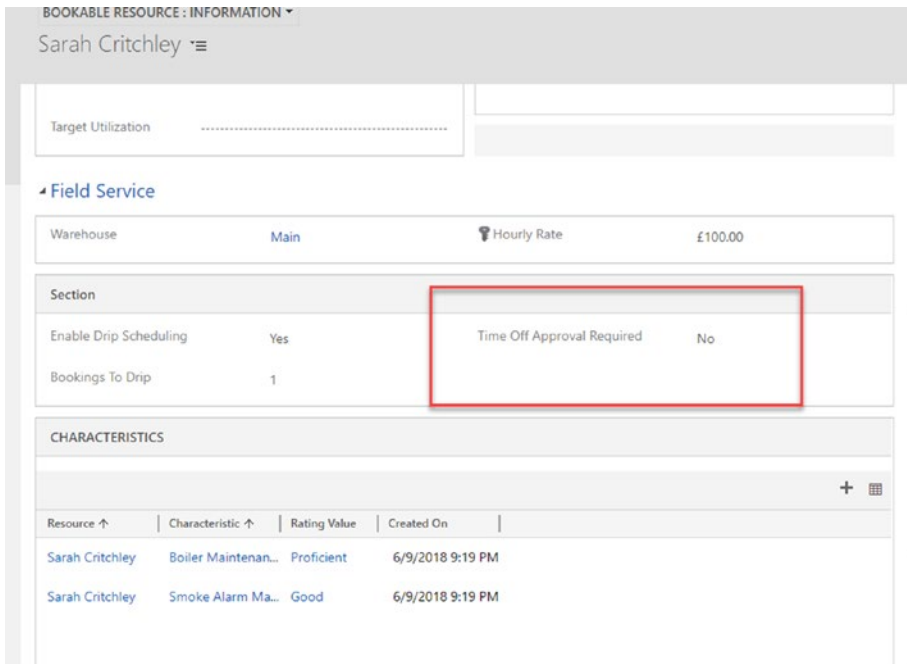 BOOKABLE RESOURCE : INFORMATION
Sarah Critchley
Target Utilization
Field Service
Warehouse Main Hourly Rate £100.00
Section
Enable Drip Scheduling Yes Time Off Approval Required No
Bookings To Drip 1
CHARACTERISTICS
Resource Characteristic Rating Value Created On
Sarah Critchley Boiler Maintenan... Proficient 6/9/2018 9:19 PM
Sarah Critchley Smoke Alarm Ma... Good 6/9/2018 9:19 PM